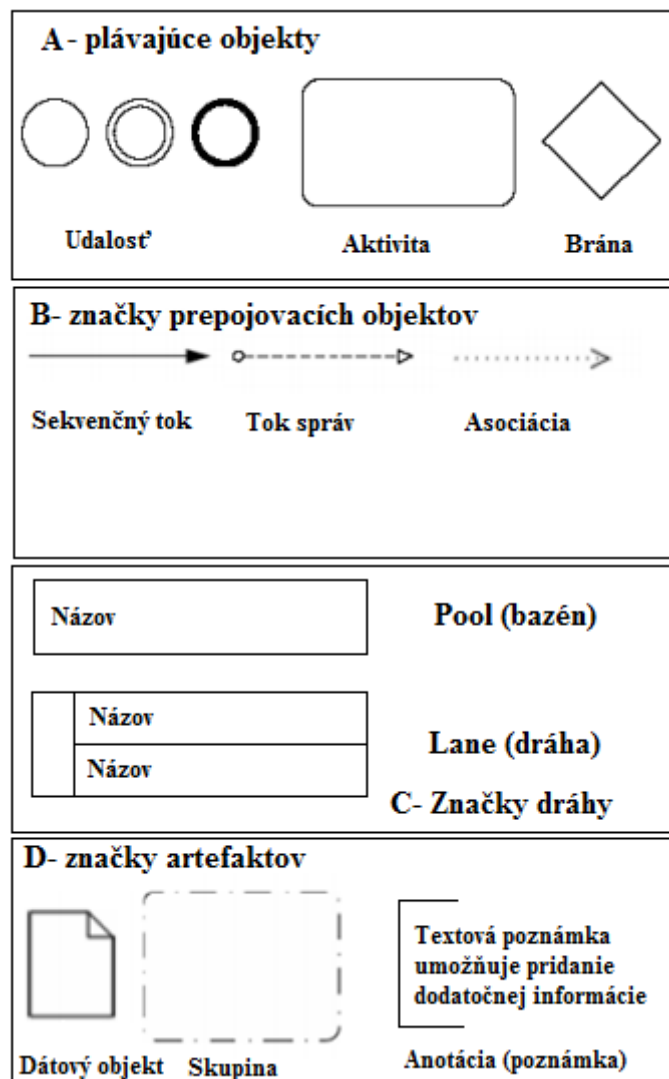 A - plávajúce objekty
Udalosť
Aktivita
Brána
B- značky prepojovacích objektov
Sekvenčný tok
Tok správ
Asociácia
Názov
Pool (bazén)
Názov
Názov
Lane (dráha)
C- Značky dráhy
D- značky artefaktov
Textová poznámka
umožňuje pridanie
dodatočnej informácie
Dátový objekt
Skupina
Anotácia (poznámka)